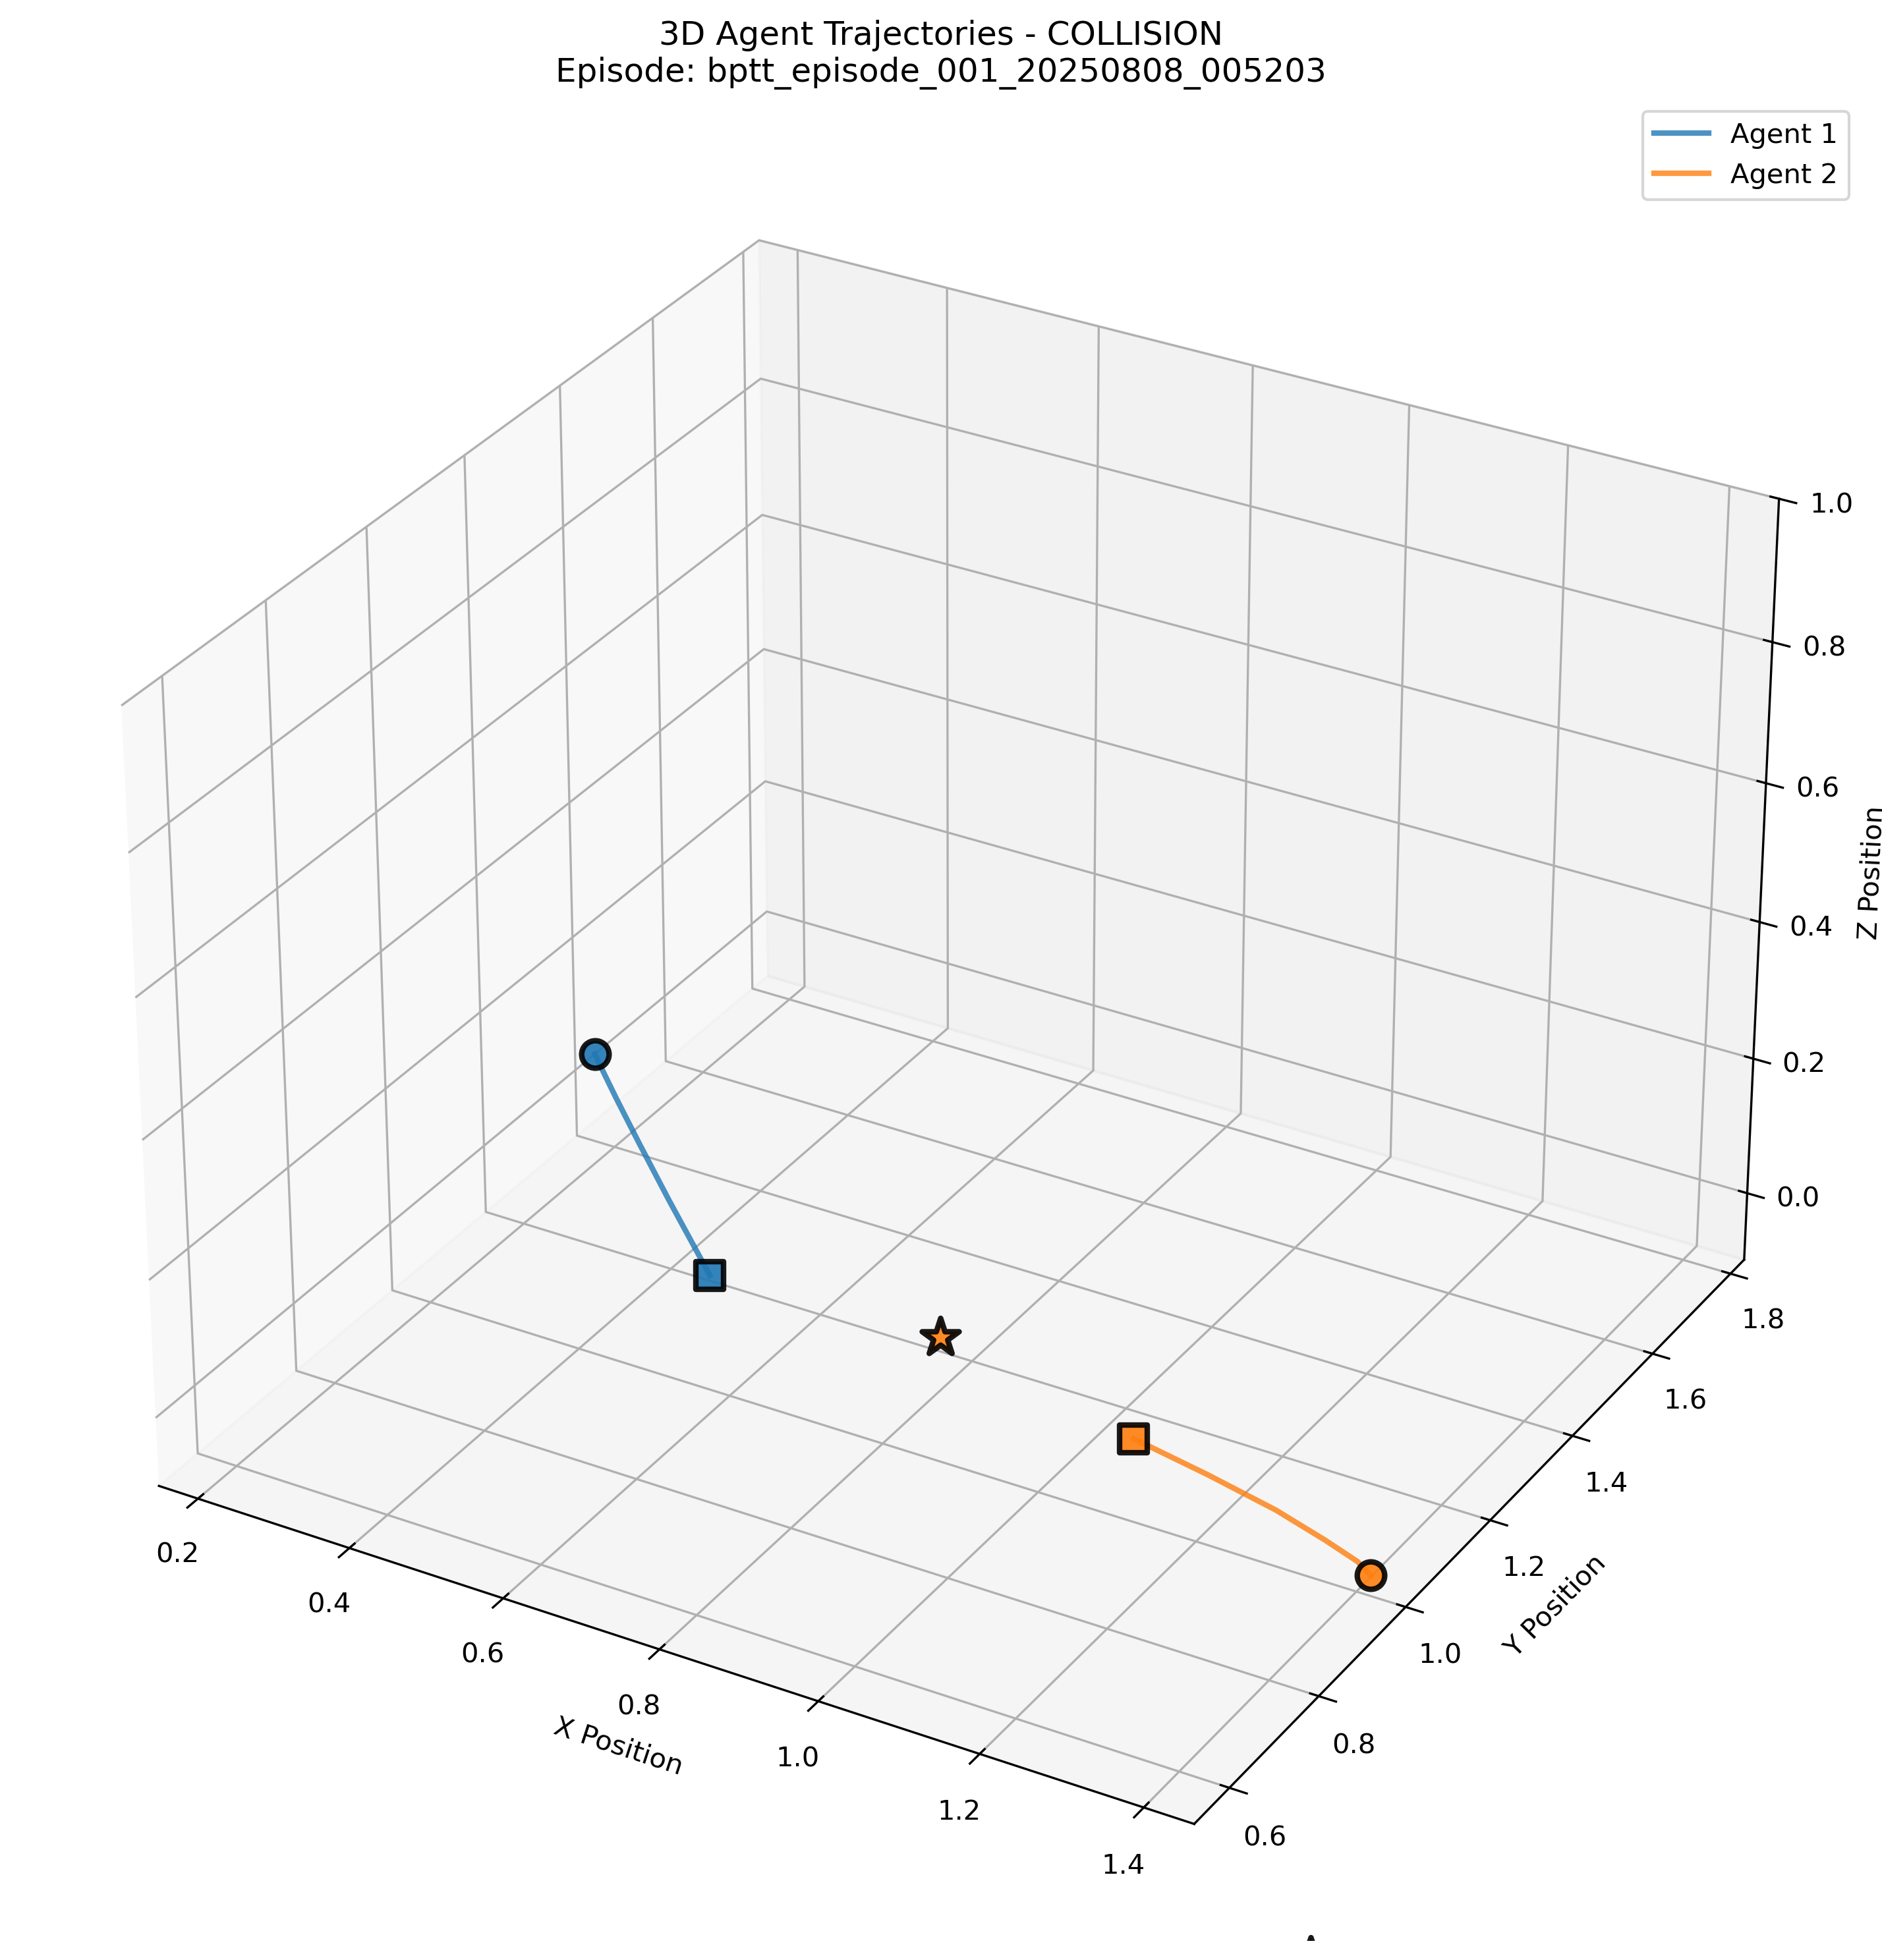 3D Agent Trajectories - COLLISION
Episode: bptt_episode_001_20250808_005203
Agent 1
Agent 2
1.0
0.8
0.6
0.4
0.2
0.0
Z Position
1.8
1.6
1.4
1.2
1.0
0.8
0.6
Y Position
0.2
0.4
0.6
0.8
1.0
1.2
1.4
X Position